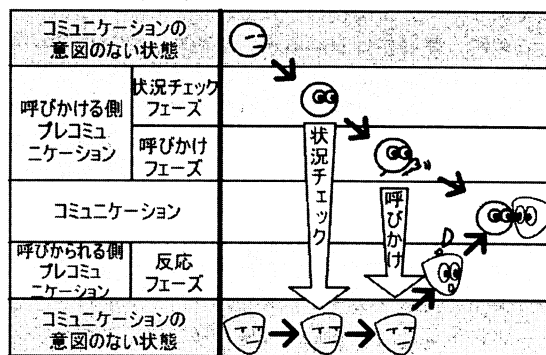 コミュニケーションの
意図のない状態
呼びかける側
プレコミュ
ニケーション
状況チェック
フェーズ
呼びかけ
フェーズ
コミュニケーション
呼びかられる側
プレコミュ
ニケーション
反応
フェーズ
コミュニケーションの
意図のない状態
状況チェック
呼びかけ